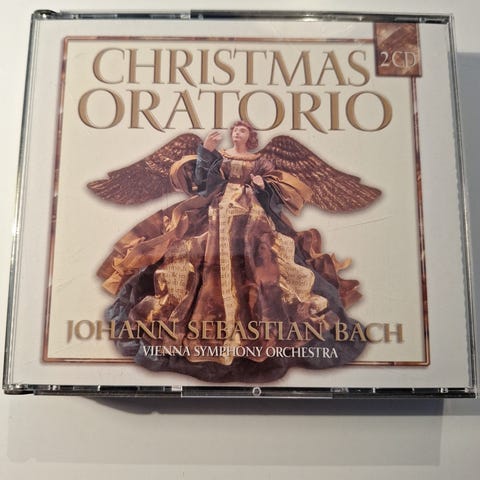 CHRISTMAS
ORATORIO
2CD
JOHANN SEBASTIAN BACH
VIENNA SYMPHONY ORCHESTRA